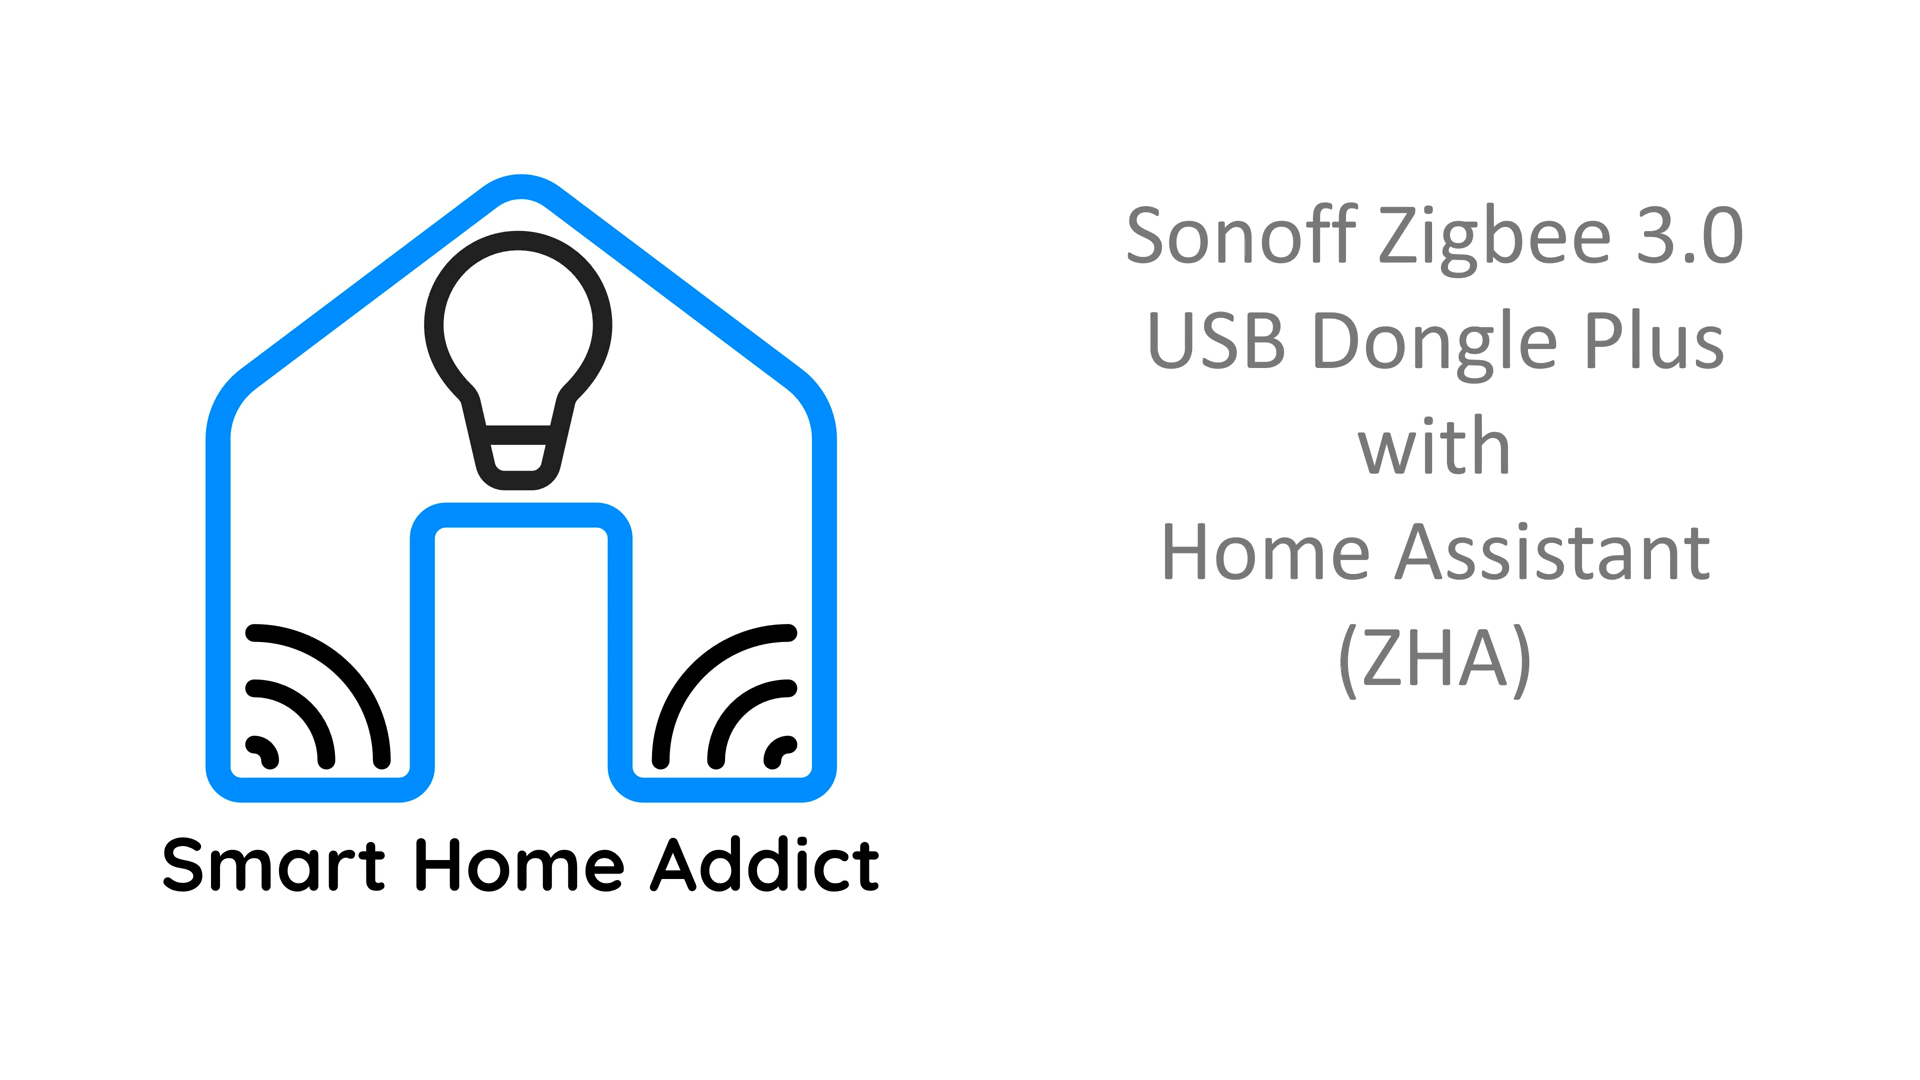 Smart Home Addict
Sonoff Zigbee 3.0
USB Dongle Plus
with
Home Assistant
(ZHA)